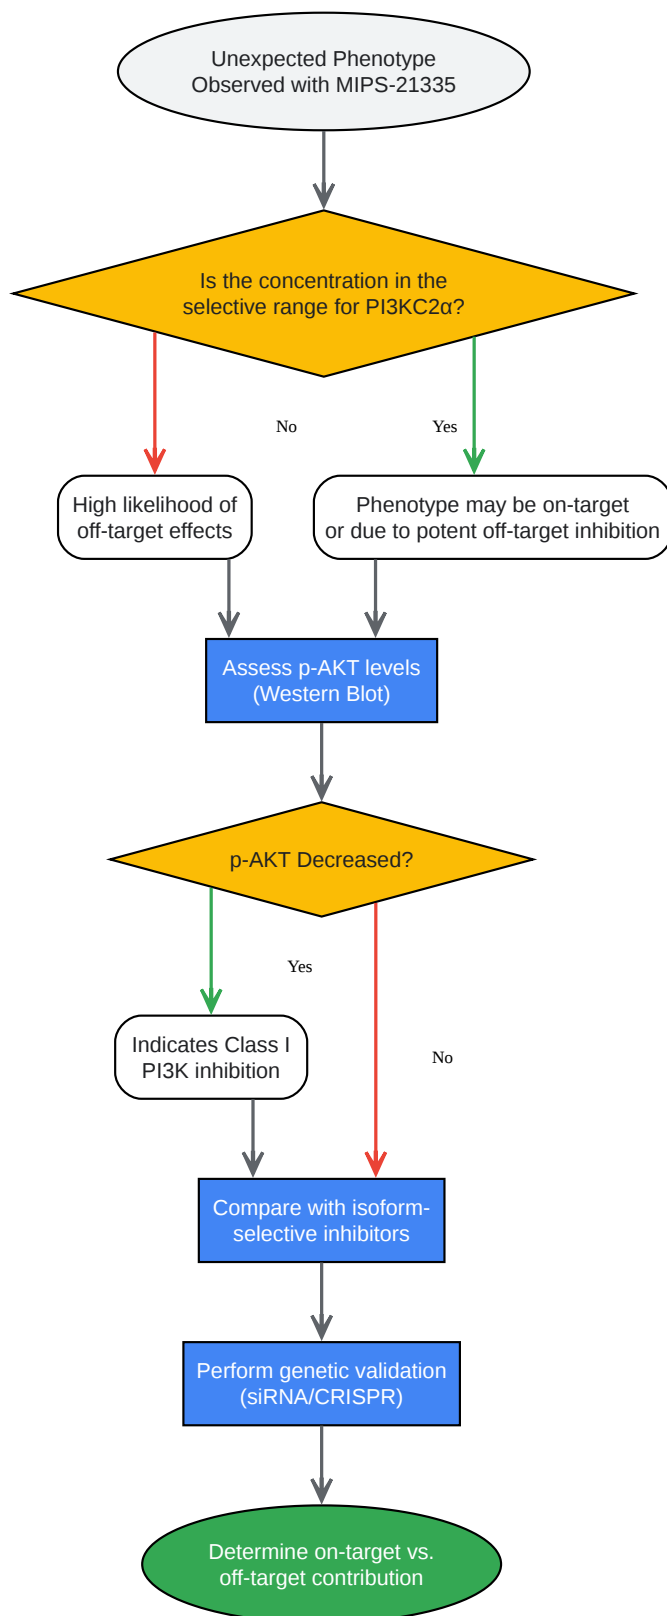 Unexpected Phenotype
Observed with MIPS-21335
Is the concentration in the
selective range for PI3KC2α?
No
Yes
High likelihood of
off-target effects
Phenotype may be on-target
or due to potent off-target inhibition
Assess p-AKT levels
(Western Blot)
p-AKT Decreased?
Yes
Indicates Class I
PI3K inhibition
No
Compare with isoform-
selective inhibitors
Perform genetic validation
(siRNA/CRISPR)
Determine on-target vs.
off-target contribution